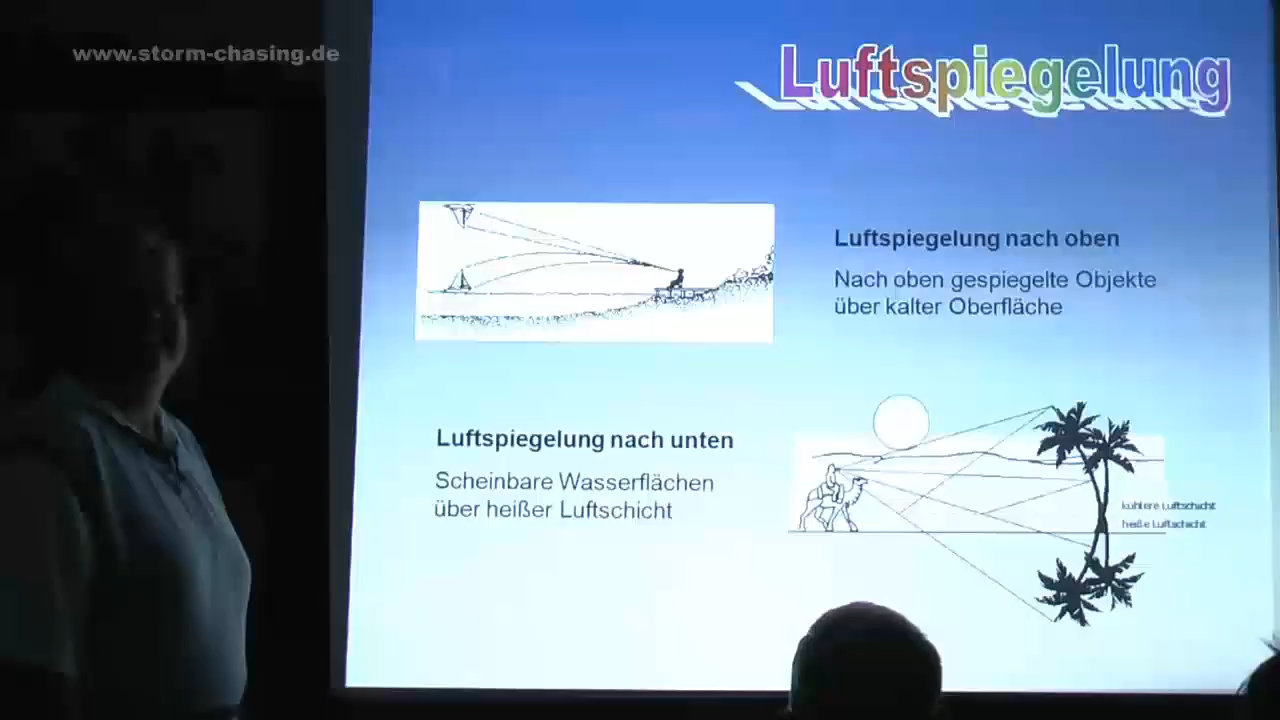 www.storm-chasing.de
Luftspiegelung
Luftspiegelung nach oben
Nach oben gespiegelte Objekte
über kalter Oberfläche
Luftspiegelung nach unten
Scheinbare Wasserflächen
über heißer Luftschicht
kühlere Luftschicht
heiße Luftschicht